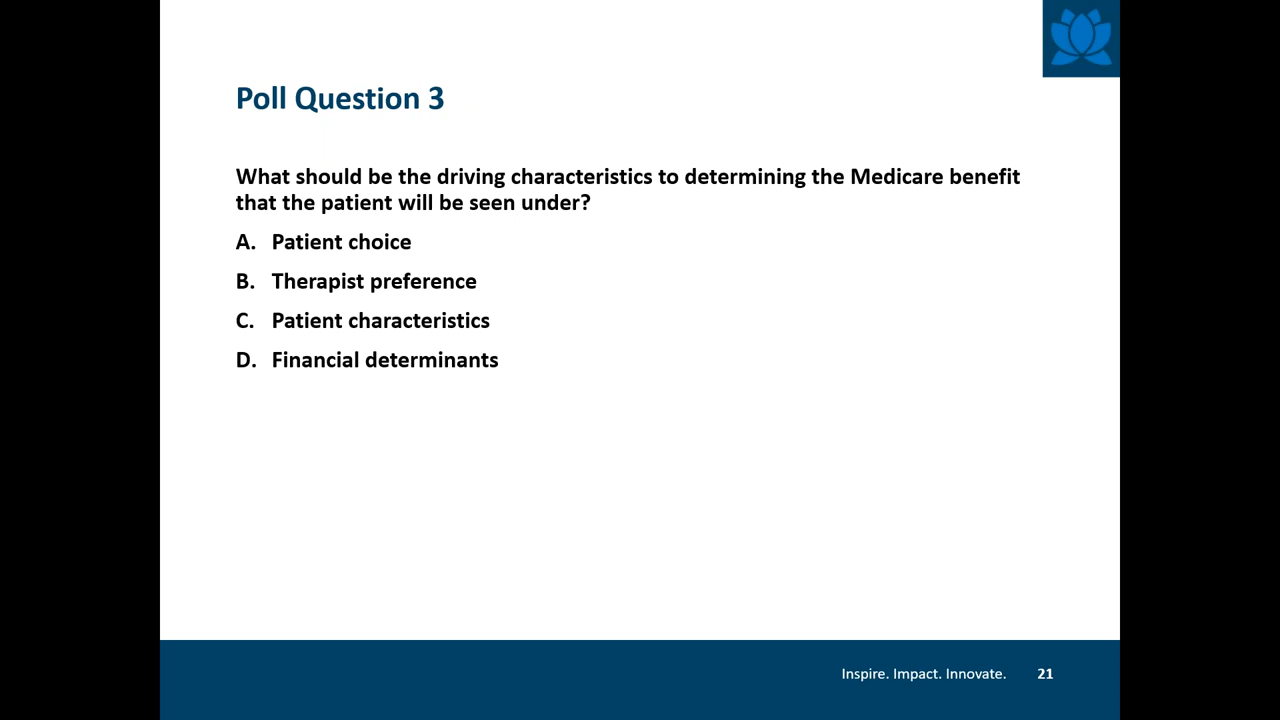 Poll Question 3
What should be the driving characteristics to determining the Medicare benefit
that the patient will be seen under?
A. Patient choice
B. Therapist preference
C. Patient characteristics
D. Financial determinants
Inspire. Impact. Innovate. 21